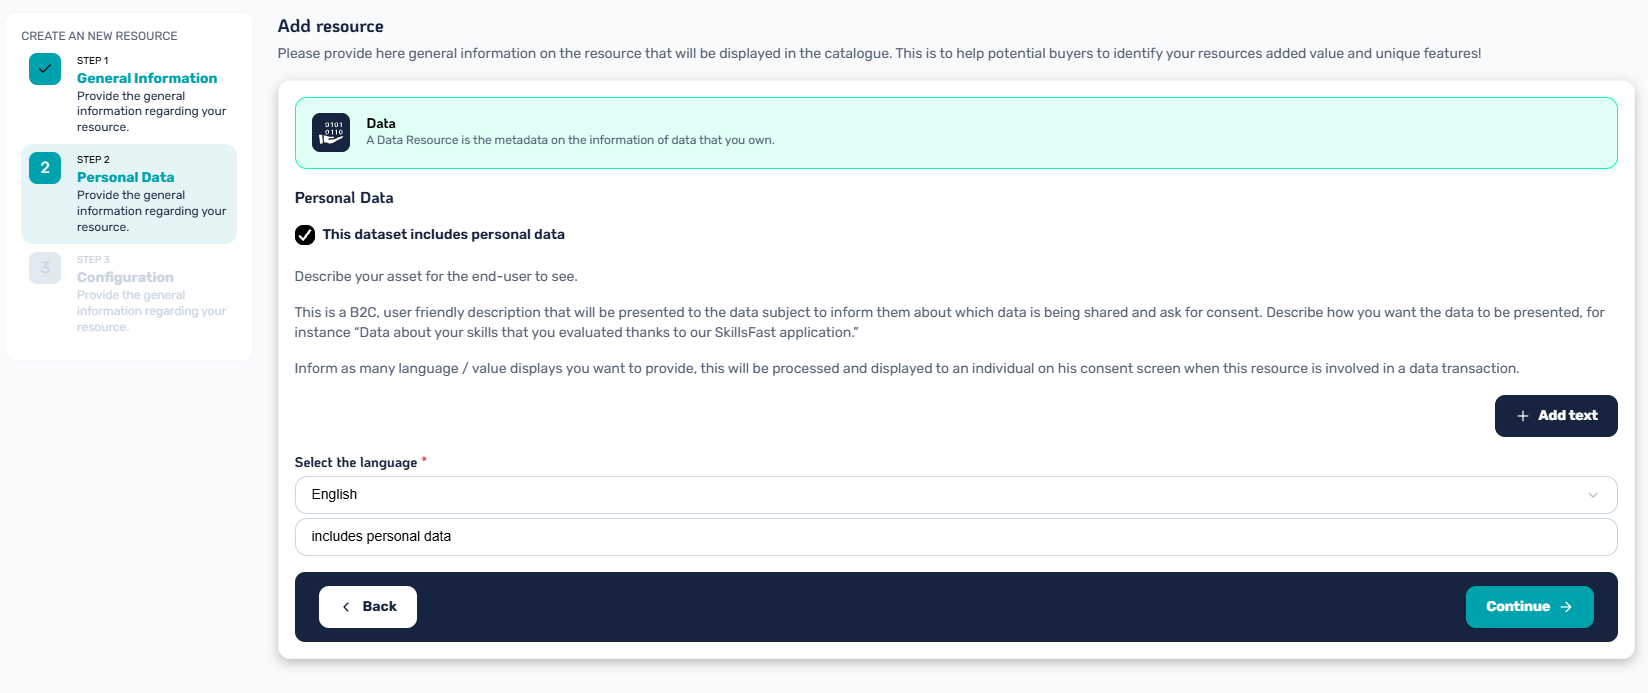 CREATE AN NEW RESOURCE
STEP 1
General Information
Provide the general
information regarding your
resource.
2
STEP 2
Personal Data
Provide the general
information regarding your
resource.
3
STEP 3
Configuration
Provide the general
information regarding your
resource.
Add resource
Please provide here general information on the resource that will be displayed in the catalogue. This is to help potential buyers to identify your resources added value and unique features!
0101
0110
Data
A Data Resource is the metadata on the information of data that you own.
Personal Data
This dataset includes personal data
Describe your asset for the end-user to see.
This is a B2C, user friendly description that will be presented to the data subject to inform them about which data is being shared and ask for consent. Describe how you want the data to be presented, for
instance “Data about your skills that you evaluated thanks to our SkillsFast application.”
Inform as many language / value displays you want to provide, this will be processed and displayed to an individual on his consent screen when this resource is involved in a data transaction.
+ Add text
Select the language *
English
includes personal data
Back
Continue